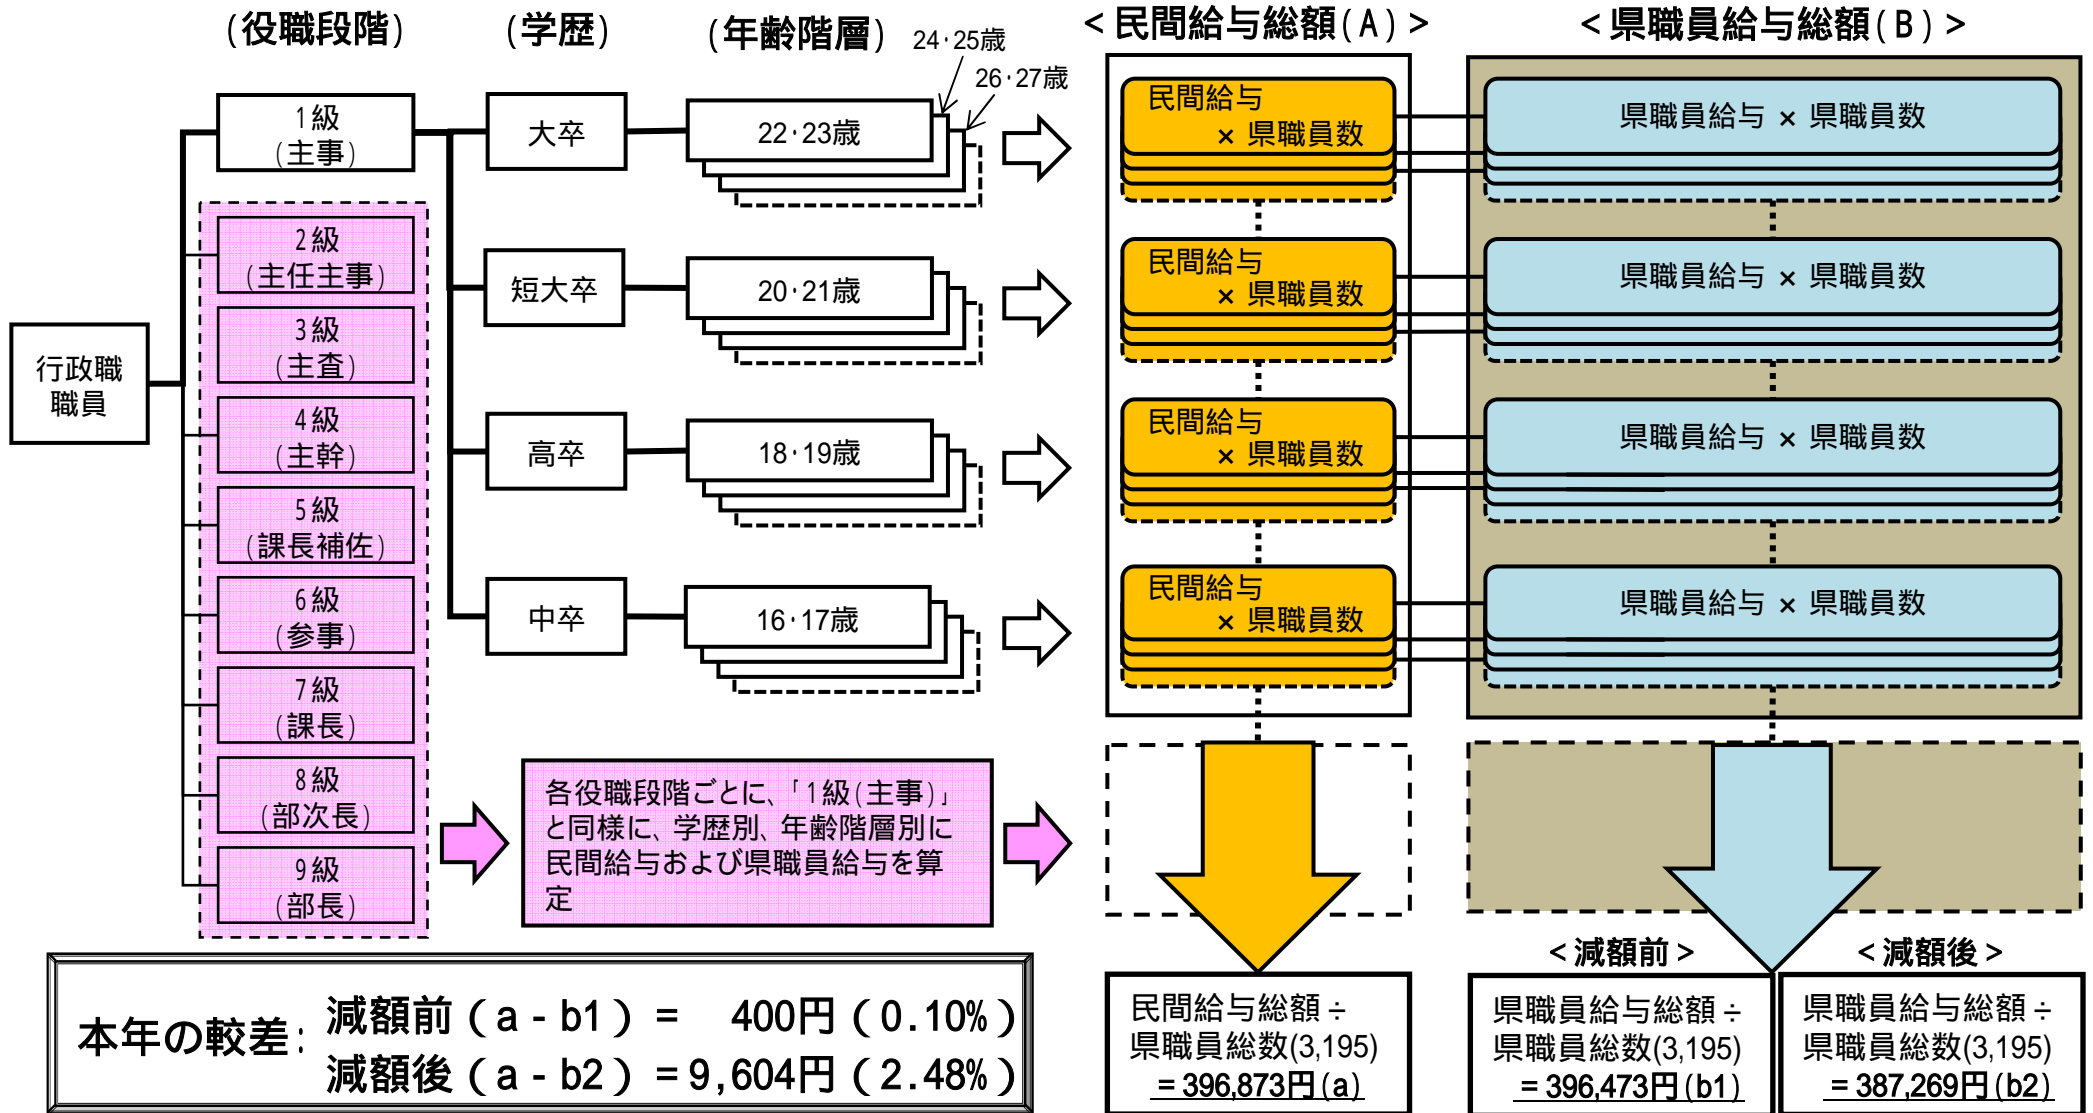 (役職段階)
(学歴)
(年齢階層)
24･25歳
26･27歳
<民間給与総額(A)>
<県職員給与総額(B)>
行政職
職員
1級
(主事)
2級
(主任主事)
3級
(主査)
4級
(主幹)
5級
(課長補佐)
6級
(参事)
7級
(課長)
8級
(部次長)
9級
(部長)
大卒
22･23歳
民間給与
× 県職員数
県職員給与 × 県職員数
短大卒
20･21歳
民間給与
× 県職員数
県職員給与 × 県職員数
高卒
18･19歳
民間給与
× 県職員数
県職員給与 × 県職員数
中卒
16･17歳
民間給与
× 県職員数
県職員給与 × 県職員数
各役職段階ごとに、「1級(主事)」
と同様に、学歴別、年齢階層別に
民間給与および県職員給与を算
定
本年の較差:
減額前(a-b1)= 400円(0.10%)
減額後(a-b2)=9,604円(2.48%)
民間給与総額÷
県職員総数(3,195)
=396,873円(a)
<減額前>
県職員給与総額÷
県職員総数(3,195)
=396,473円(b1)
<減額後>
県職員給与総額÷
県職員総数(3,195)
=387,269円(b2)